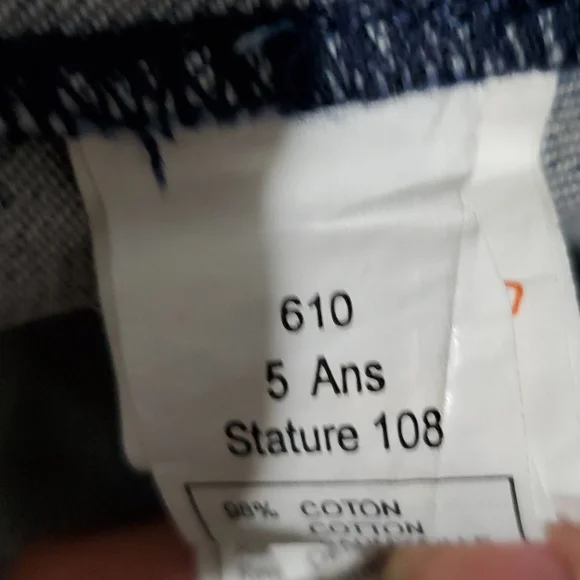 610
5 Ans
Stature 108
98% COTON
COTTON